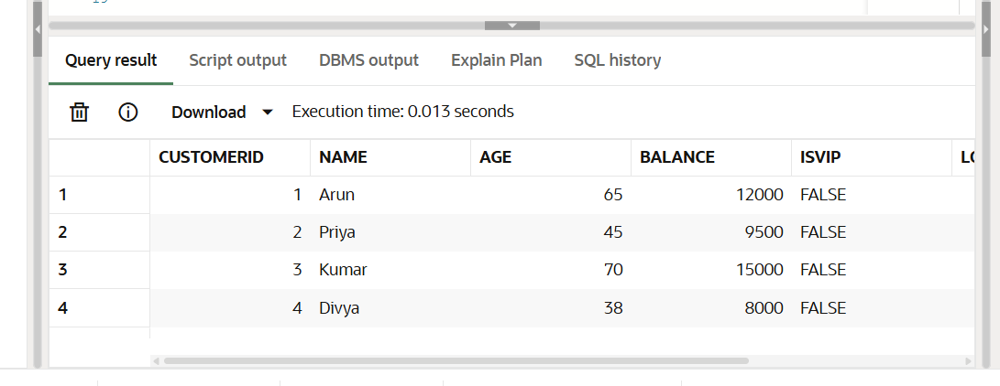 Query result Script output DBMS output Explain Plan SQL history
Download Execution time: 0.013 seconds
CUSTOMERID NAME AGE BALANCE ISVIP
1 1 Arun 65 12000 FALSE
2 2 Priya 45 9500 FALSE
3 3 Kumar 70 15000 FALSE
4 4 Divya 38 8000 FALSE